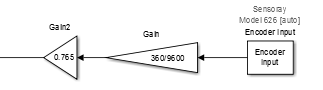 Sensoray
Model 626 [auto]
Encoder Input
Gain2
Gain
0.765
360/9600
Encoder
Input